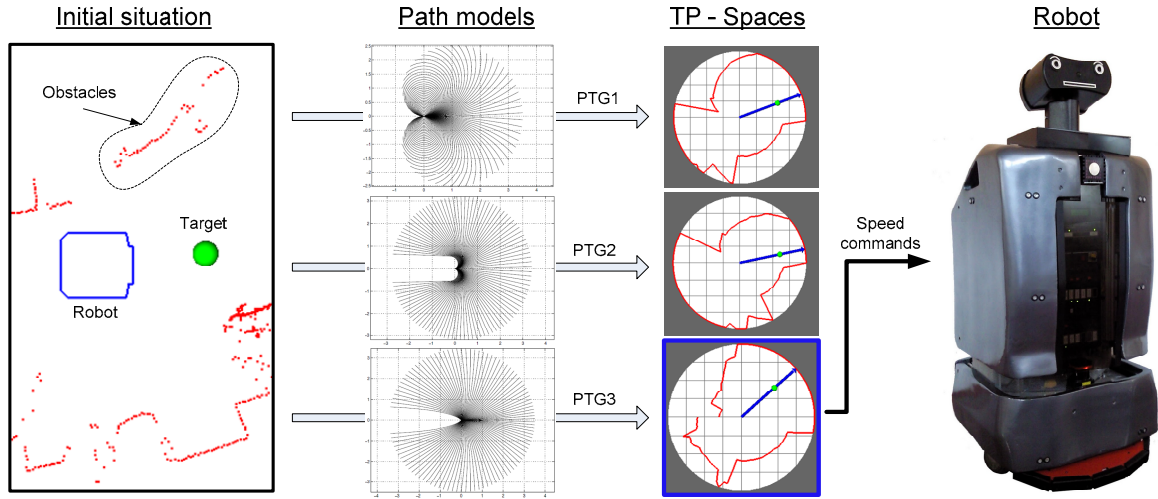 Initial situation
Path models
TP - Spaces
Robot
Obstacles
PTG1
Target
Robot
PTG2
Speed
commands
PTG3